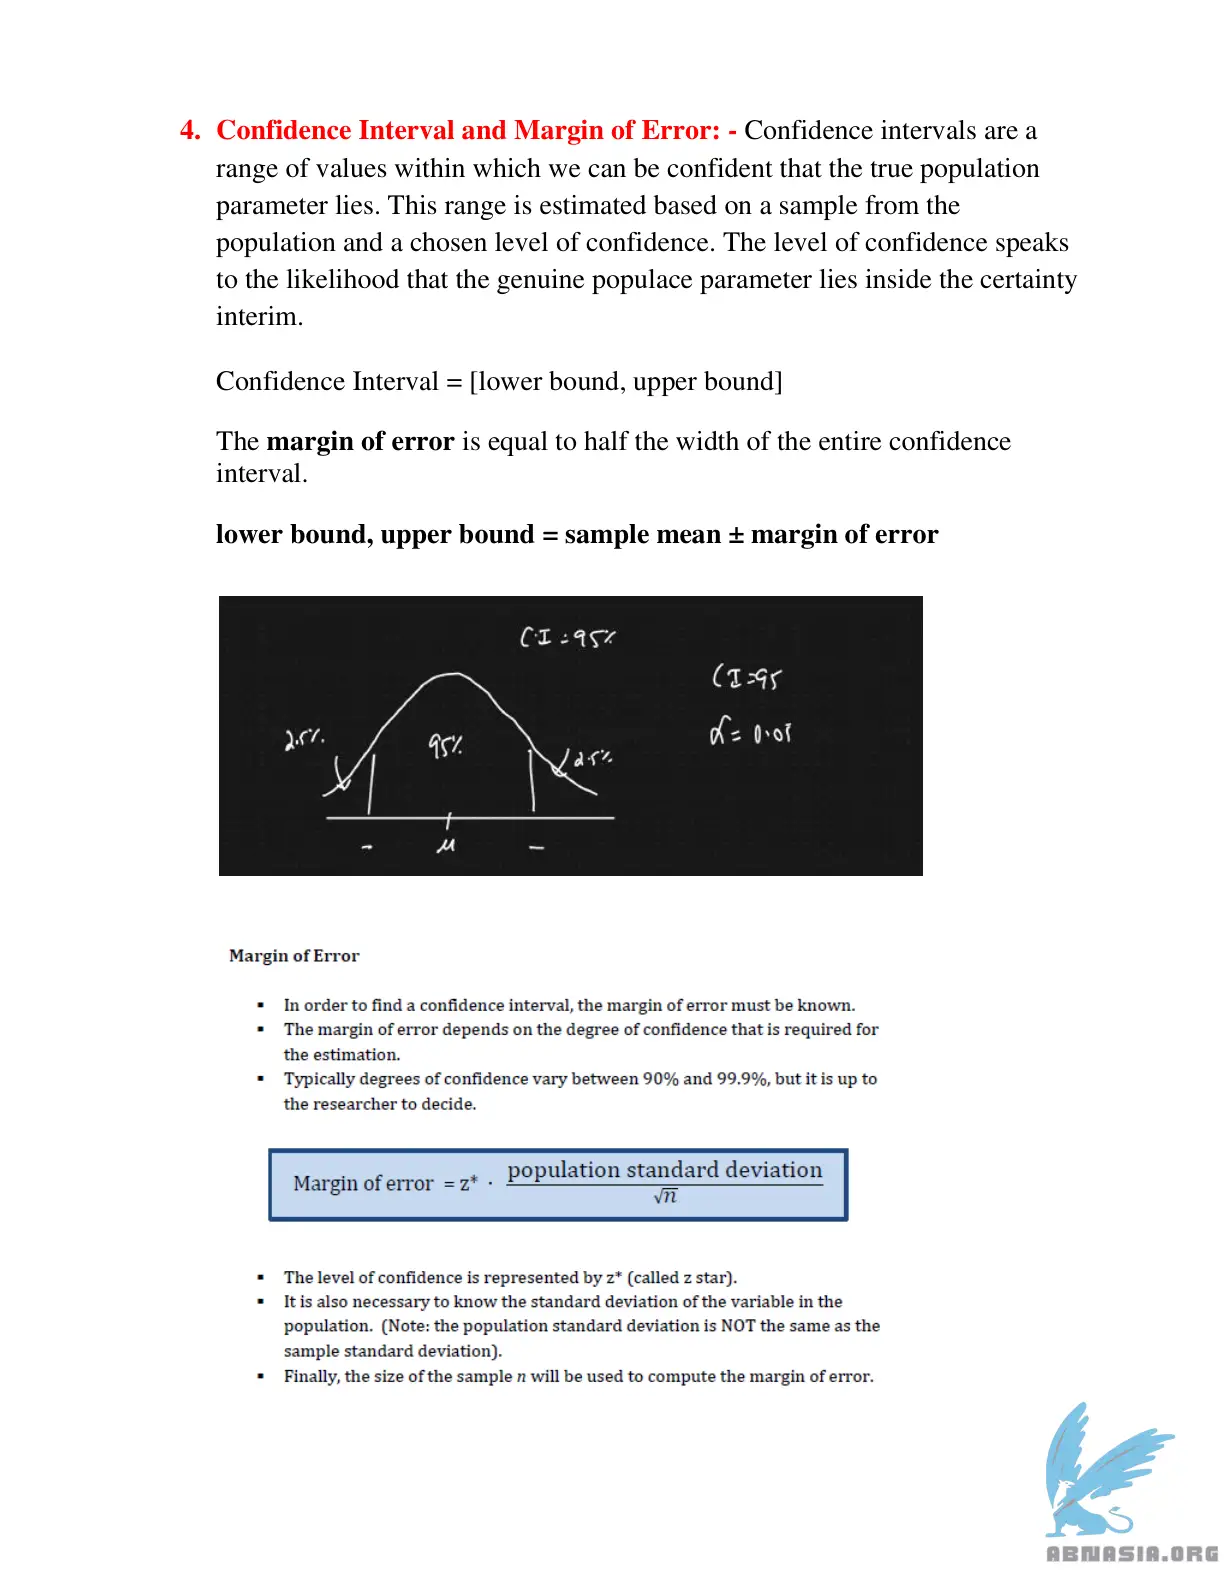 4. Confidence Interval and Margin of Error: - Confidence intervals are a
range of values within which we can be confident that the true population
parameter lies. This range is estimated based on a sample from the
population and a chosen level of confidence. The level of confidence speaks
to the likelihood that the genuine populace parameter lies inside the certainty
interim.
Confidence Interval = [lower bound, upper bound]
The margin of error is equal to half the width of the entire confidence
interval.
lower bound, upper bound = sample mean ± margin of error
C.I = 95%
CI = 95
α = 0.05
2.5%.
95%
2.5%.
- μ -
Margin of Error
▪ In order to find a confidence interval, the margin of error must be known.
▪ The margin of error depends on the degree of confidence that is required for
the estimation.
▪ Typically degrees of confidence vary between 90% and 99.9%, but it is up to
the researcher to decide.
Margin of error = z* · population standard deviation
√n
▪ The level of confidence is represented by z* (called z star).
▪ It is also necessary to know the standard deviation of the variable in the
population. (Note: the population standard deviation is NOT the same as the
sample standard deviation).
▪ Finally, the size of the sample n will be used to compute the margin of error.
ABNASIA.ORG